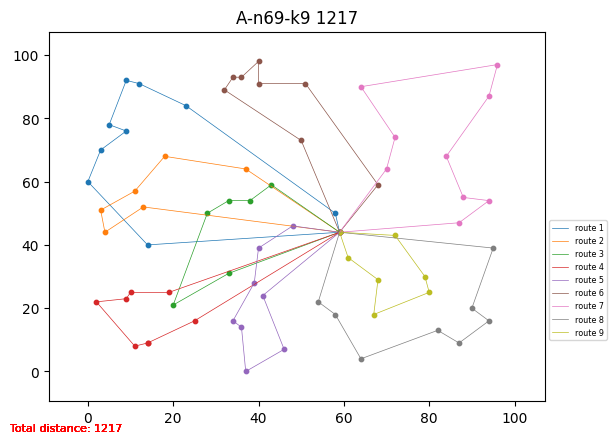 A-n69-k9 1217
100
80
60
40
20
0
0 20 40 60 80 100
route 1
route 2
route 3
route 4
route 5
route 6
route 7
route 8
route 9
Total distance: 1217